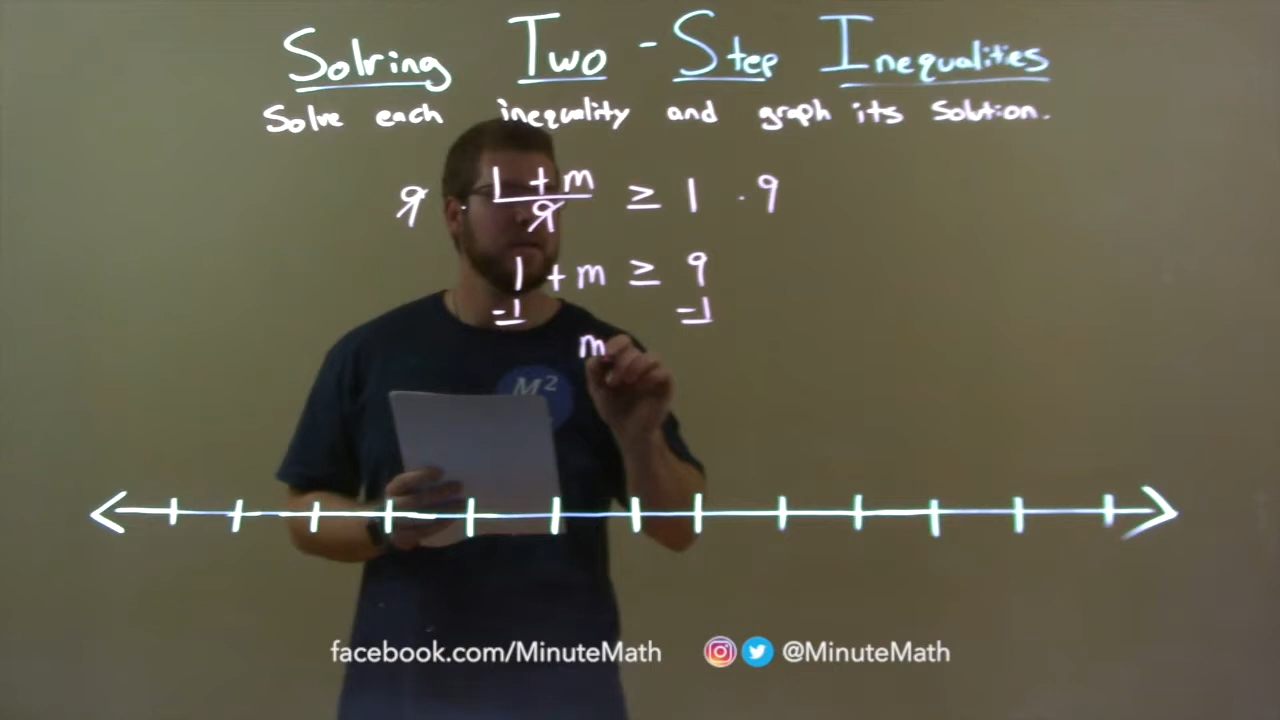 Solving Two-Step Inequalities
Solve each inequality and graph its solution.
9 · 1 + m / 9 ≥ 1 · 9
1 + m ≥ 9
-1 -1
m
M²
facebook.com/MinuteMath @MinuteMath